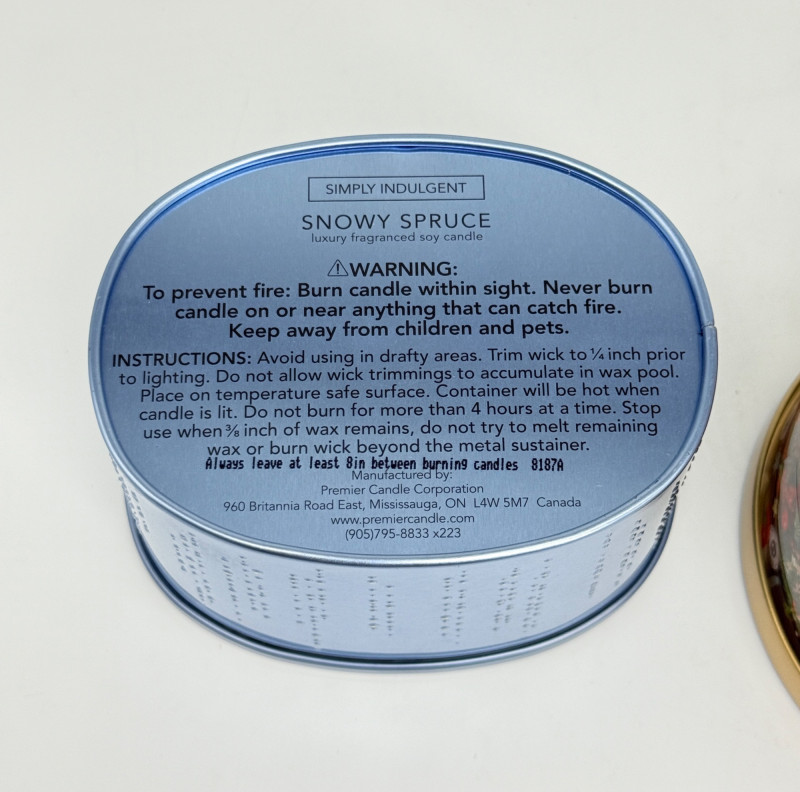 SIMPLY INDULGENT
SNOWY SPRUCE
luxury fragranced soy candle
⚠WARNING:
To prevent fire: Burn candle within sight. Never burn
candle on or near anything that can catch fire.
Keep away from children and pets.
INSTRUCTIONS: Avoid using in drafty areas. Trim wick to ¼ inch prior
to lighting. Do not allow wick trimmings to accumulate in wax pool.
Place on temperature safe surface. Container will be hot when
candle is lit. Do not burn for more than 4 hours at a time. Stop
use when ⅜ inch of wax remains, do not try to melt remaining
wax or burn wick beyond the metal sustainer.
Always leave at least 8in between burning candles 8187A
Manufactured by:
Premier Candle Corporation
960 Britannia Road East, Mississauga, ON L4W 5M7 Canada
www.premiercandle.com
(905)795-8833 x223